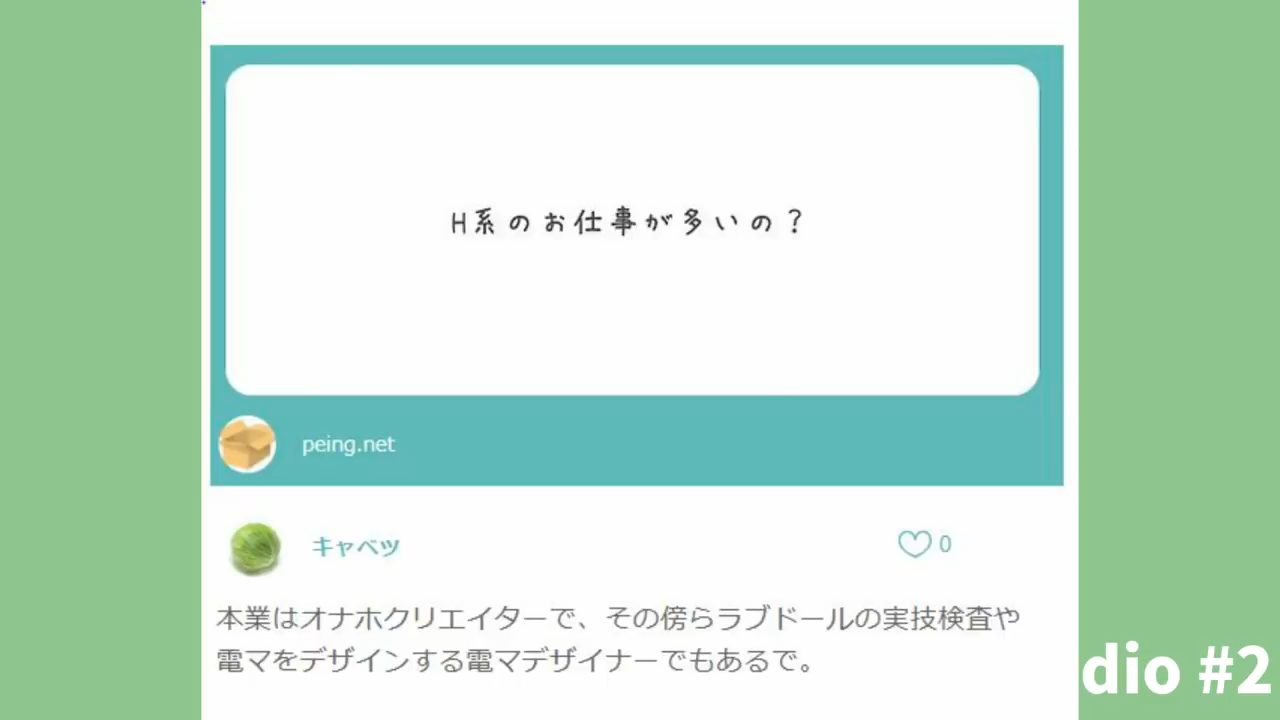 H系のお仕事が多いの？
peing.net
キャベツ
0
本業はオナホクリエイターで、その傍らラブドールの実技検査や
電マをデザインする電マデザイナーでもあるで。
dio #2